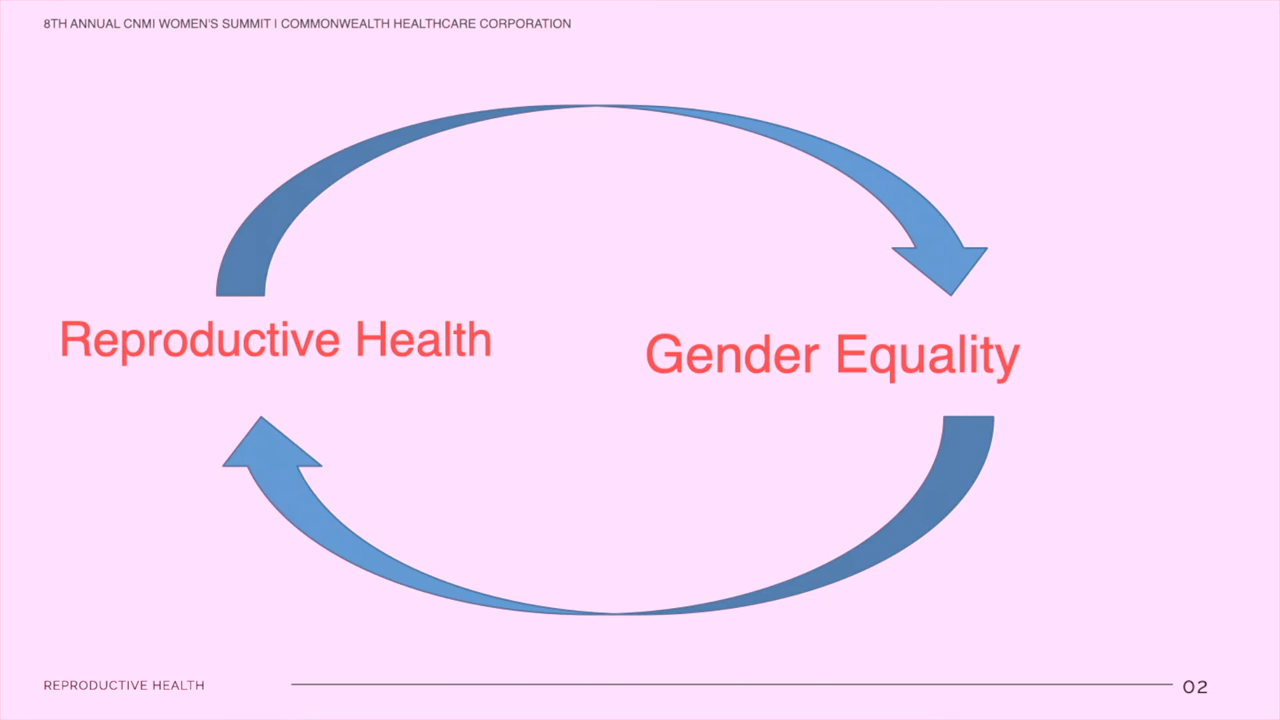 8TH ANNUAL CNMI WOMEN'S SUMMIT | COMMONWEALTH HEALTHCARE CORPORATION
Reproductive Health
Gender Equality
REPRODUCTIVE HEALTH
02